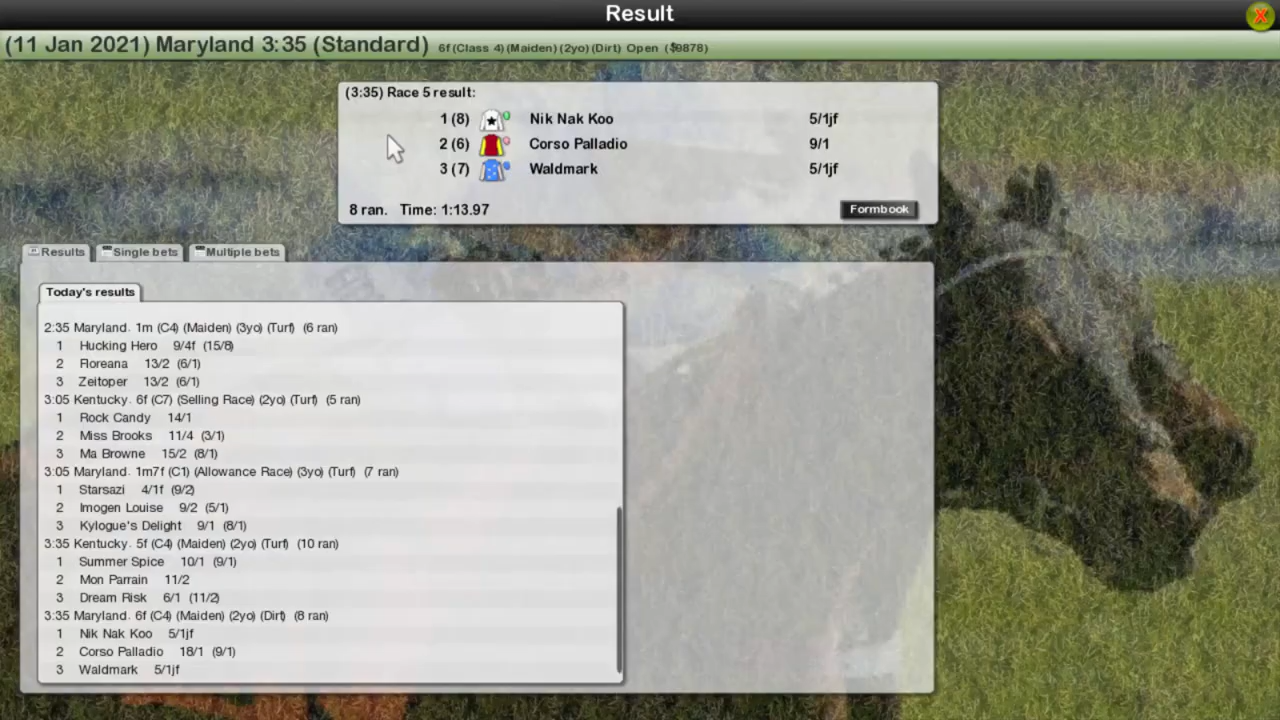 Result
X
(11 Jan 2021) Maryland 3:35 (Standard) 6f (Class 4) (Maiden) (2yo) (Dirt) Open ($9878)
(3:35) Race 5 result:
1 (8) Nik Nak Koo 5/1jf
2 (6) Corso Palladio 9/1
3 (7) Waldmark 5/1jf
8 ran. Time: 1:13.97 Formbook
Results Single bets Multiple bets
Today's results
2:35 Maryland. 1m (C4) (Maiden) (3yo) (Turf) (6 ran)
1 Hucking Hero 9/4f (15/8)
2 Floreana 13/2 (6/1)
3 Zeitoper 13/2 (6/1)
3:05 Kentucky. 6f (C7) (Selling Race) (2yo) (Turf) (5 ran)
1 Rock Candy 14/1
2 Miss Brooks 11/4 (3/1)
3 Ma Browne 15/2 (8/1)
3:05 Maryland. 1m7f (C1) (Allowance Race) (3yo) (Turf) (7 ran)
1 Starsazi 4/1f (9/2)
2 Imogen Louise 9/2 (5/1)
3 Kylogue's Delight 9/1 (8/1)
3:35 Kentucky. 5f (C4) (Maiden) (2yo) (Turf) (10 ran)
1 Summer Spice 10/1 (9/1)
2 Mon Parrain 11/2
3 Dream Risk 6/1 (11/2)
3:35 Maryland. 6f (C4) (Maiden) (2yo) (Dirt) (8 ran)
1 Nik Nak Koo 5/1jf
2 Corso Palladio 18/1 (9/1)
3 Waldmark 5/1jf